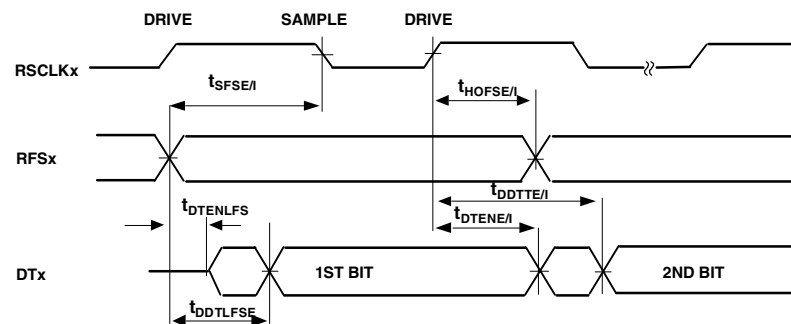 DRIVE SAMPLE DRIVE
RSCLKx
tSFSE/I
tHOFSE/I
RFSx
tDDTTE/I
tDTENLFS
tDTENE/I
DTx
1ST BIT
2ND BIT
tDDTLFSE